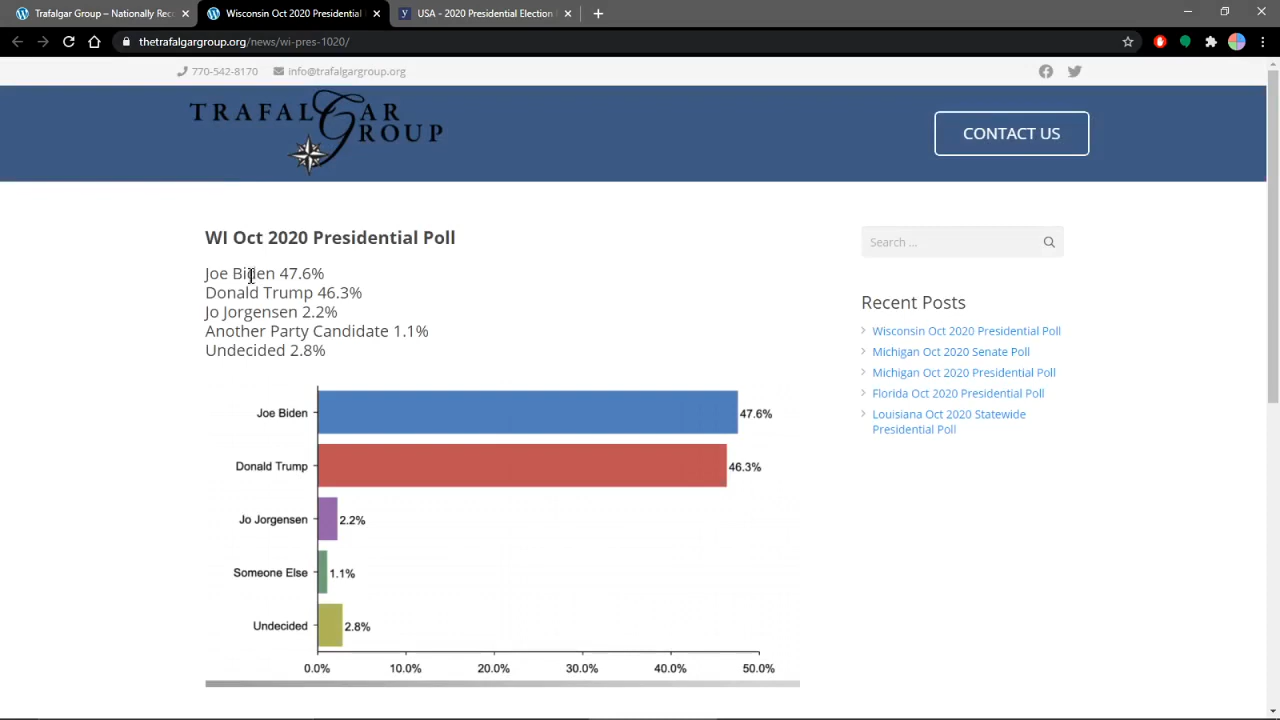 Trafalgar Group – Nationally Rec
Wisconsin Oct 2020 Presidential
USA - 2020 Presidential Election
thetrafalgargroup.org/news/wi-pres-1020/
770-542-8170
info@trafalgargroup.org
TRAFALGAR
GROUP
CONTACT US
WI Oct 2020 Presidential Poll
Joe Biden 47.6%
Donald Trump 46.3%
Jo Jorgensen 2.2%
Another Party Candidate 1.1%
Undecided 2.8%
Search ...
Recent Posts
Wisconsin Oct 2020 Presidential Poll
Michigan Oct 2020 Senate Poll
Michigan Oct 2020 Presidential Poll
Florida Oct 2020 Presidential Poll
Louisiana Oct 2020 Statewide
Presidential Poll
Joe Biden 47.6%
Donald Trump 46.3%
Jo Jorgensen 2.2%
Someone Else 1.1%
Undecided 2.8%
0.0% 10.0% 20.0% 30.0% 40.0% 50.0%